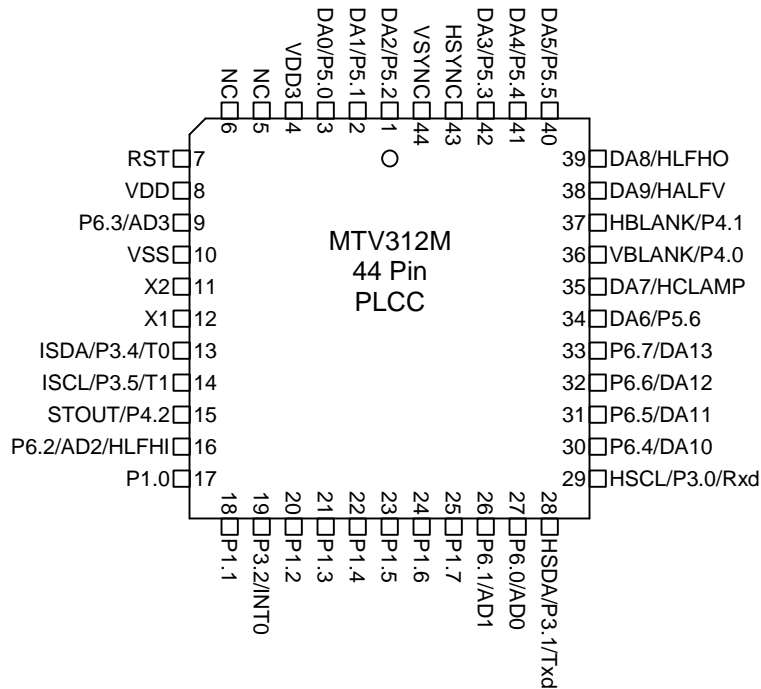 DA0/P5.0
DA1/P5.1
DA2/P5.2
VSYNC
HSYNC
DA3/P5.3
DA4/P5.4
DA5/P5.5
NC
NC
VDD3
6
5
4
3
2
1
44
43
42
41
40
RST 7
VDD 8
P6.3/AD3 9
VSS 10
X2 11
X1 12
ISDA/P3.4/T0 13
ISCL/P3.5/T1 14
STOUT/P4.2 15
P6.2/AD2/HLFHI 16
P1.0 17
MTV312M
44 Pin
PLCC
39 DA8/HLFHO
38 DA9/HALFV
37 HBLANK/P4.1
36 VBLANK/P4.0
35 DA7/HCLAMP
34 DA6/P5.6
33 P6.7/DA13
32 P6.6/DA12
31 P6.5/DA11
30 P6.4/DA10
29 HSCL/P3.0/Rxd
18 P1.1
19 P3.2/INT0
20 P1.2
21 P1.3
22 P1.4
23 P1.5
24 P1.6
25 P1.7
26 P6.1/AD1
27 P6.0/AD0
28 HSDA/P3.1/Txd